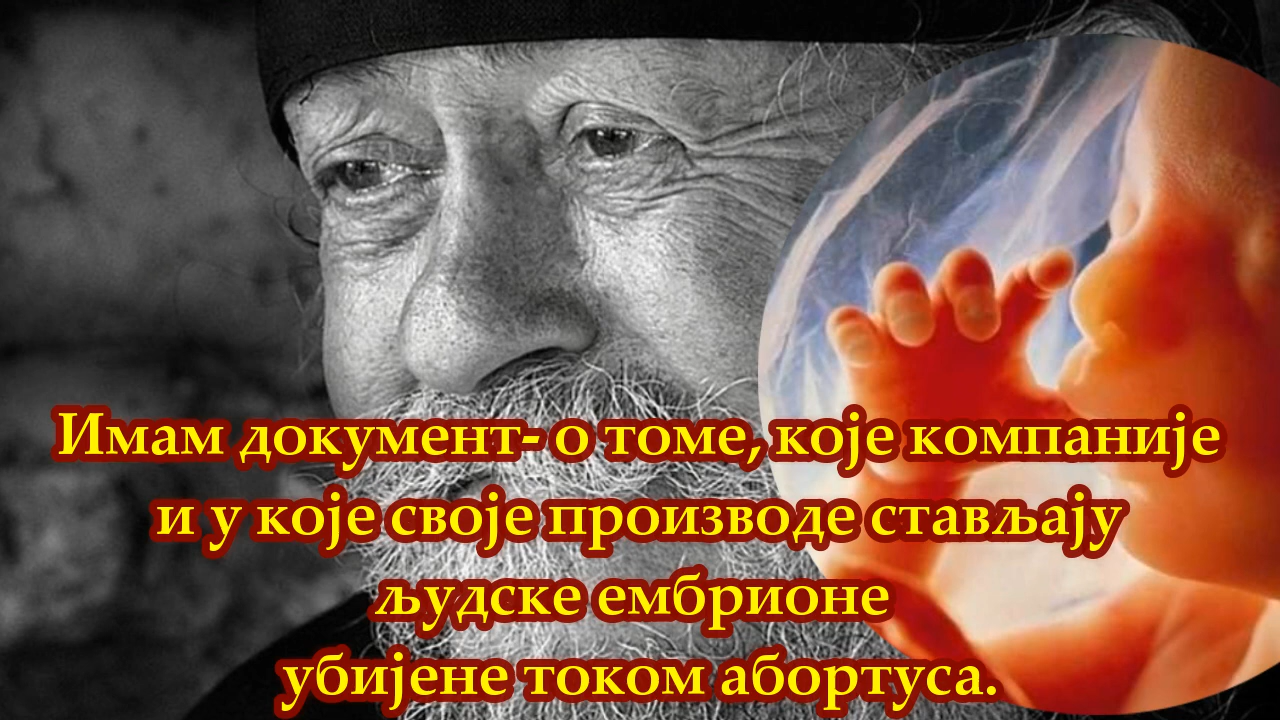 Имам документ- о томе, које компаније
и у које своје производе стављају
људске ембрионе
убијене током абортуса.